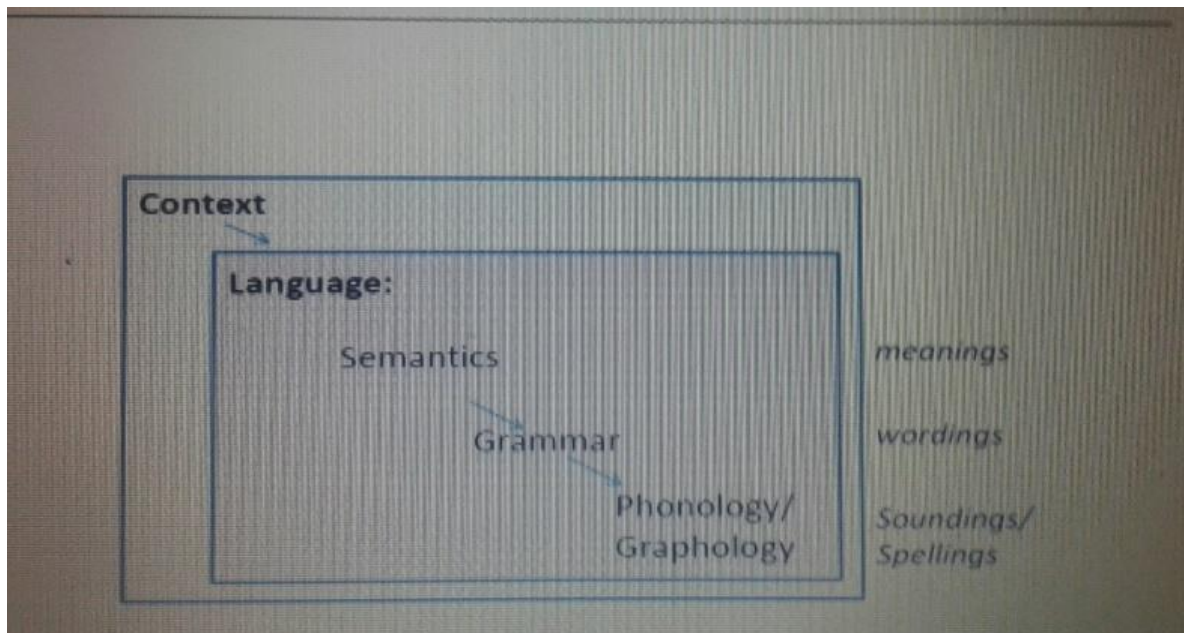 Context
Language:
Semantics
meanings
Grammar
wordings
Phonology/
Graphology
Soundings/
Spellings